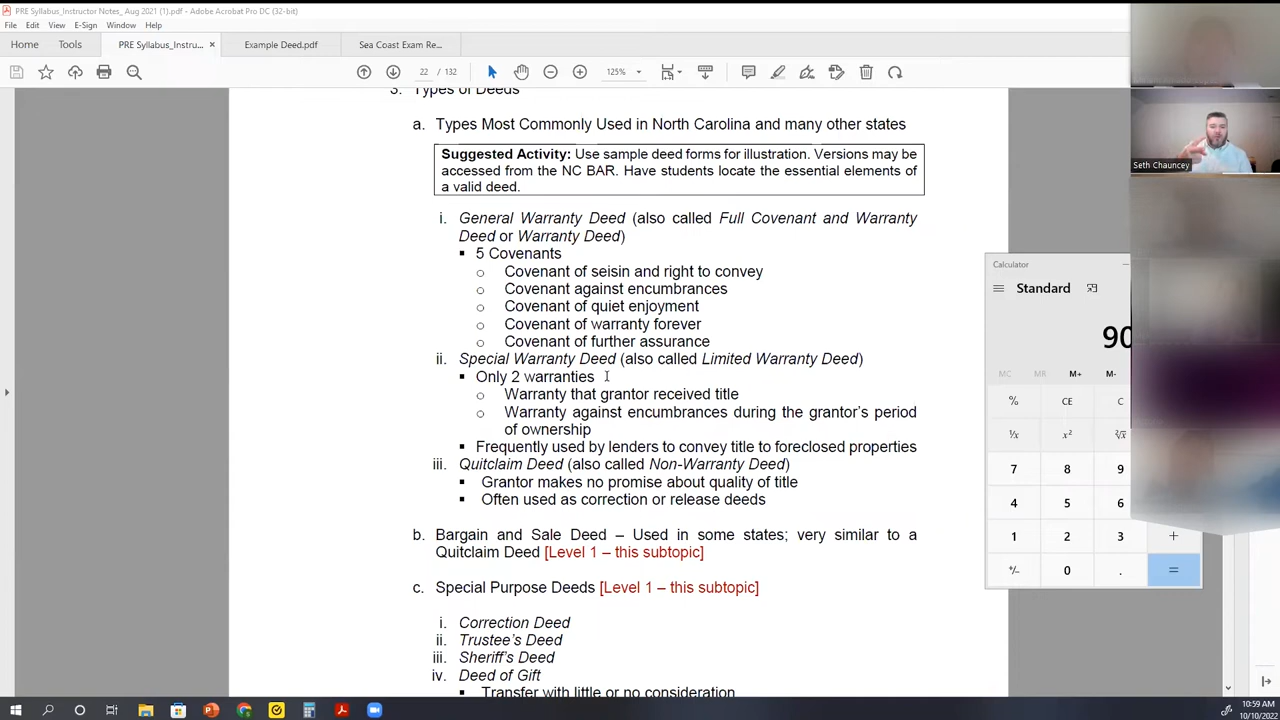 PRE Syllabus_Instructor Notes_ Aug 2021 (1).pdf - Adobe Acrobat Pro DC (32-bit)
File Edit View E-Sign Window Help
Home Tools PRE Syllabus_Instru... × Example Deed.pdf Sea Coast Exam Re...
22 / 132 125%
3. Types of Deeds
a. Types Most Commonly Used in North Carolina and many other states
Suggested Activity: Use sample deed forms for illustration. Versions may be
accessed from the NC BAR. Have students locate the essential elements of
a valid deed.
i. General Warranty Deed (also called Full Covenant and Warranty
Deed or Warranty Deed)
▪ 5 Covenants
o Covenant of seisin and right to convey
o Covenant against encumbrances
o Covenant of quiet enjoyment
o Covenant of warranty forever
o Covenant of further assurance
ii. Special Warranty Deed (also called Limited Warranty Deed)
▪ Only 2 warranties
o Warranty that grantor received title
o Warranty against encumbrances during the grantor's period
of ownership
▪ Frequently used by lenders to convey title to foreclosed properties
iii. Quitclaim Deed (also called Non-Warranty Deed)
▪ Grantor makes no promise about quality of title
▪ Often used as correction or release deeds
b. Bargain and Sale Deed – Used in some states; very similar to a
Quitclaim Deed [Level 1 – this subtopic]
c. Special Purpose Deeds [Level 1 – this subtopic]
i. Correction Deed
ii. Trustee's Deed
iii. Sheriff's Deed
iv. Deed of Gift
▪ Transfer with little or no consideration
Seth Chauncey
Calculator
Standard
90
MC MR M+ M-
% CE C
¹/x x² ²√x
7 8 9
4 5 6
1 2 3 +
+/- 0 . =
10:59 AM
10/10/2022